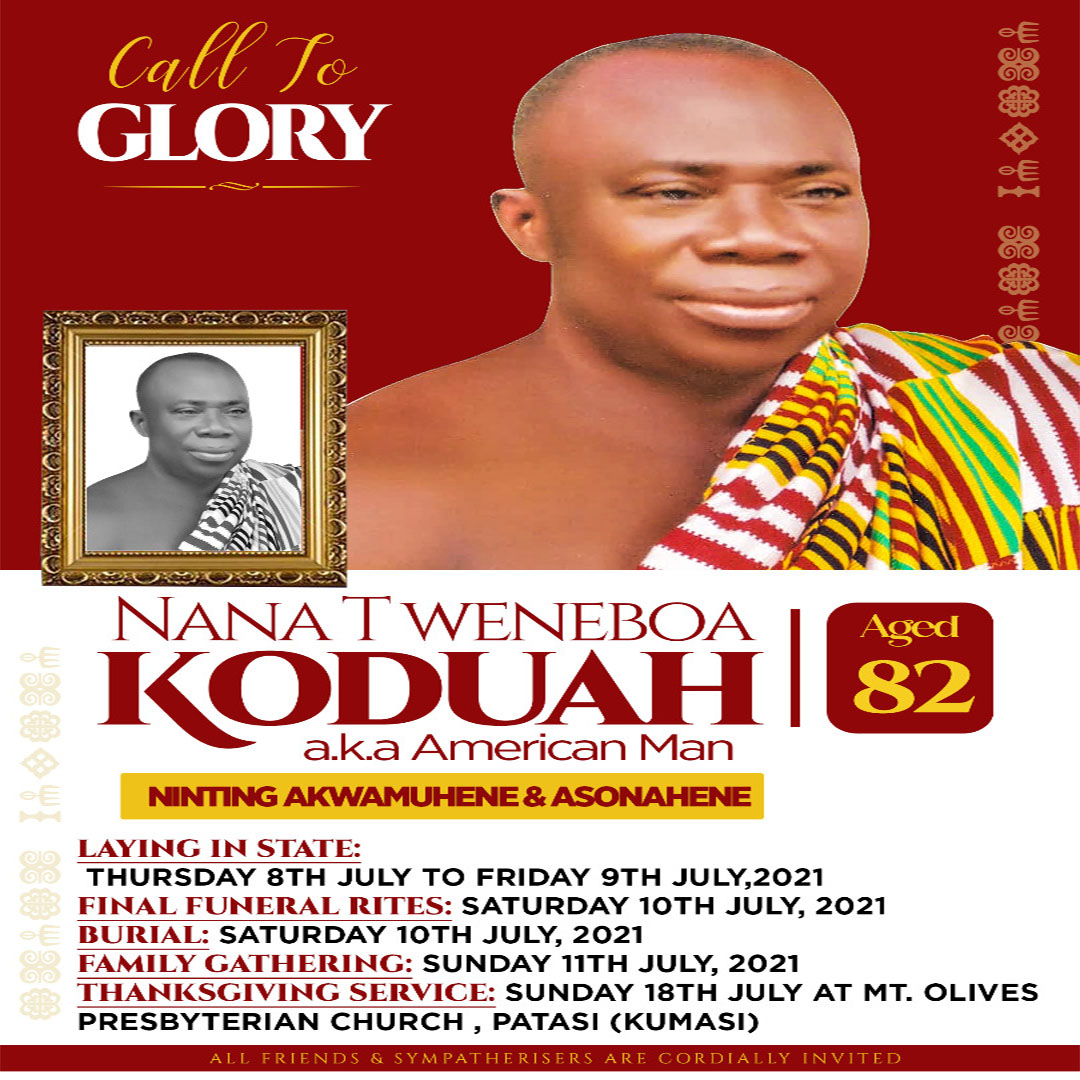 Call To
GLORY
NANA TWENEBOA
KODUAH
a.k.a American Man
Aged
82
NINTING AKWAMUHENE & ASONAHENE
LAYING IN STATE:
THURSDAY 8TH JULY TO FRIDAY 9TH JULY,2021
FINAL FUNERAL RITES: SATURDAY 10TH JULY, 2021
BURIAL: SATURDAY 10TH JULY, 2021
FAMILY GATHERING: SUNDAY 11TH JULY, 2021
THANKSGIVING SERVICE: SUNDAY 18TH JULY AT MT. OLIVES
PRESBYTERIAN CHURCH , PATASI (KUMASI)
ALL FRIENDS & SYMPATHERISERS ARE CORDIALLY INVITED